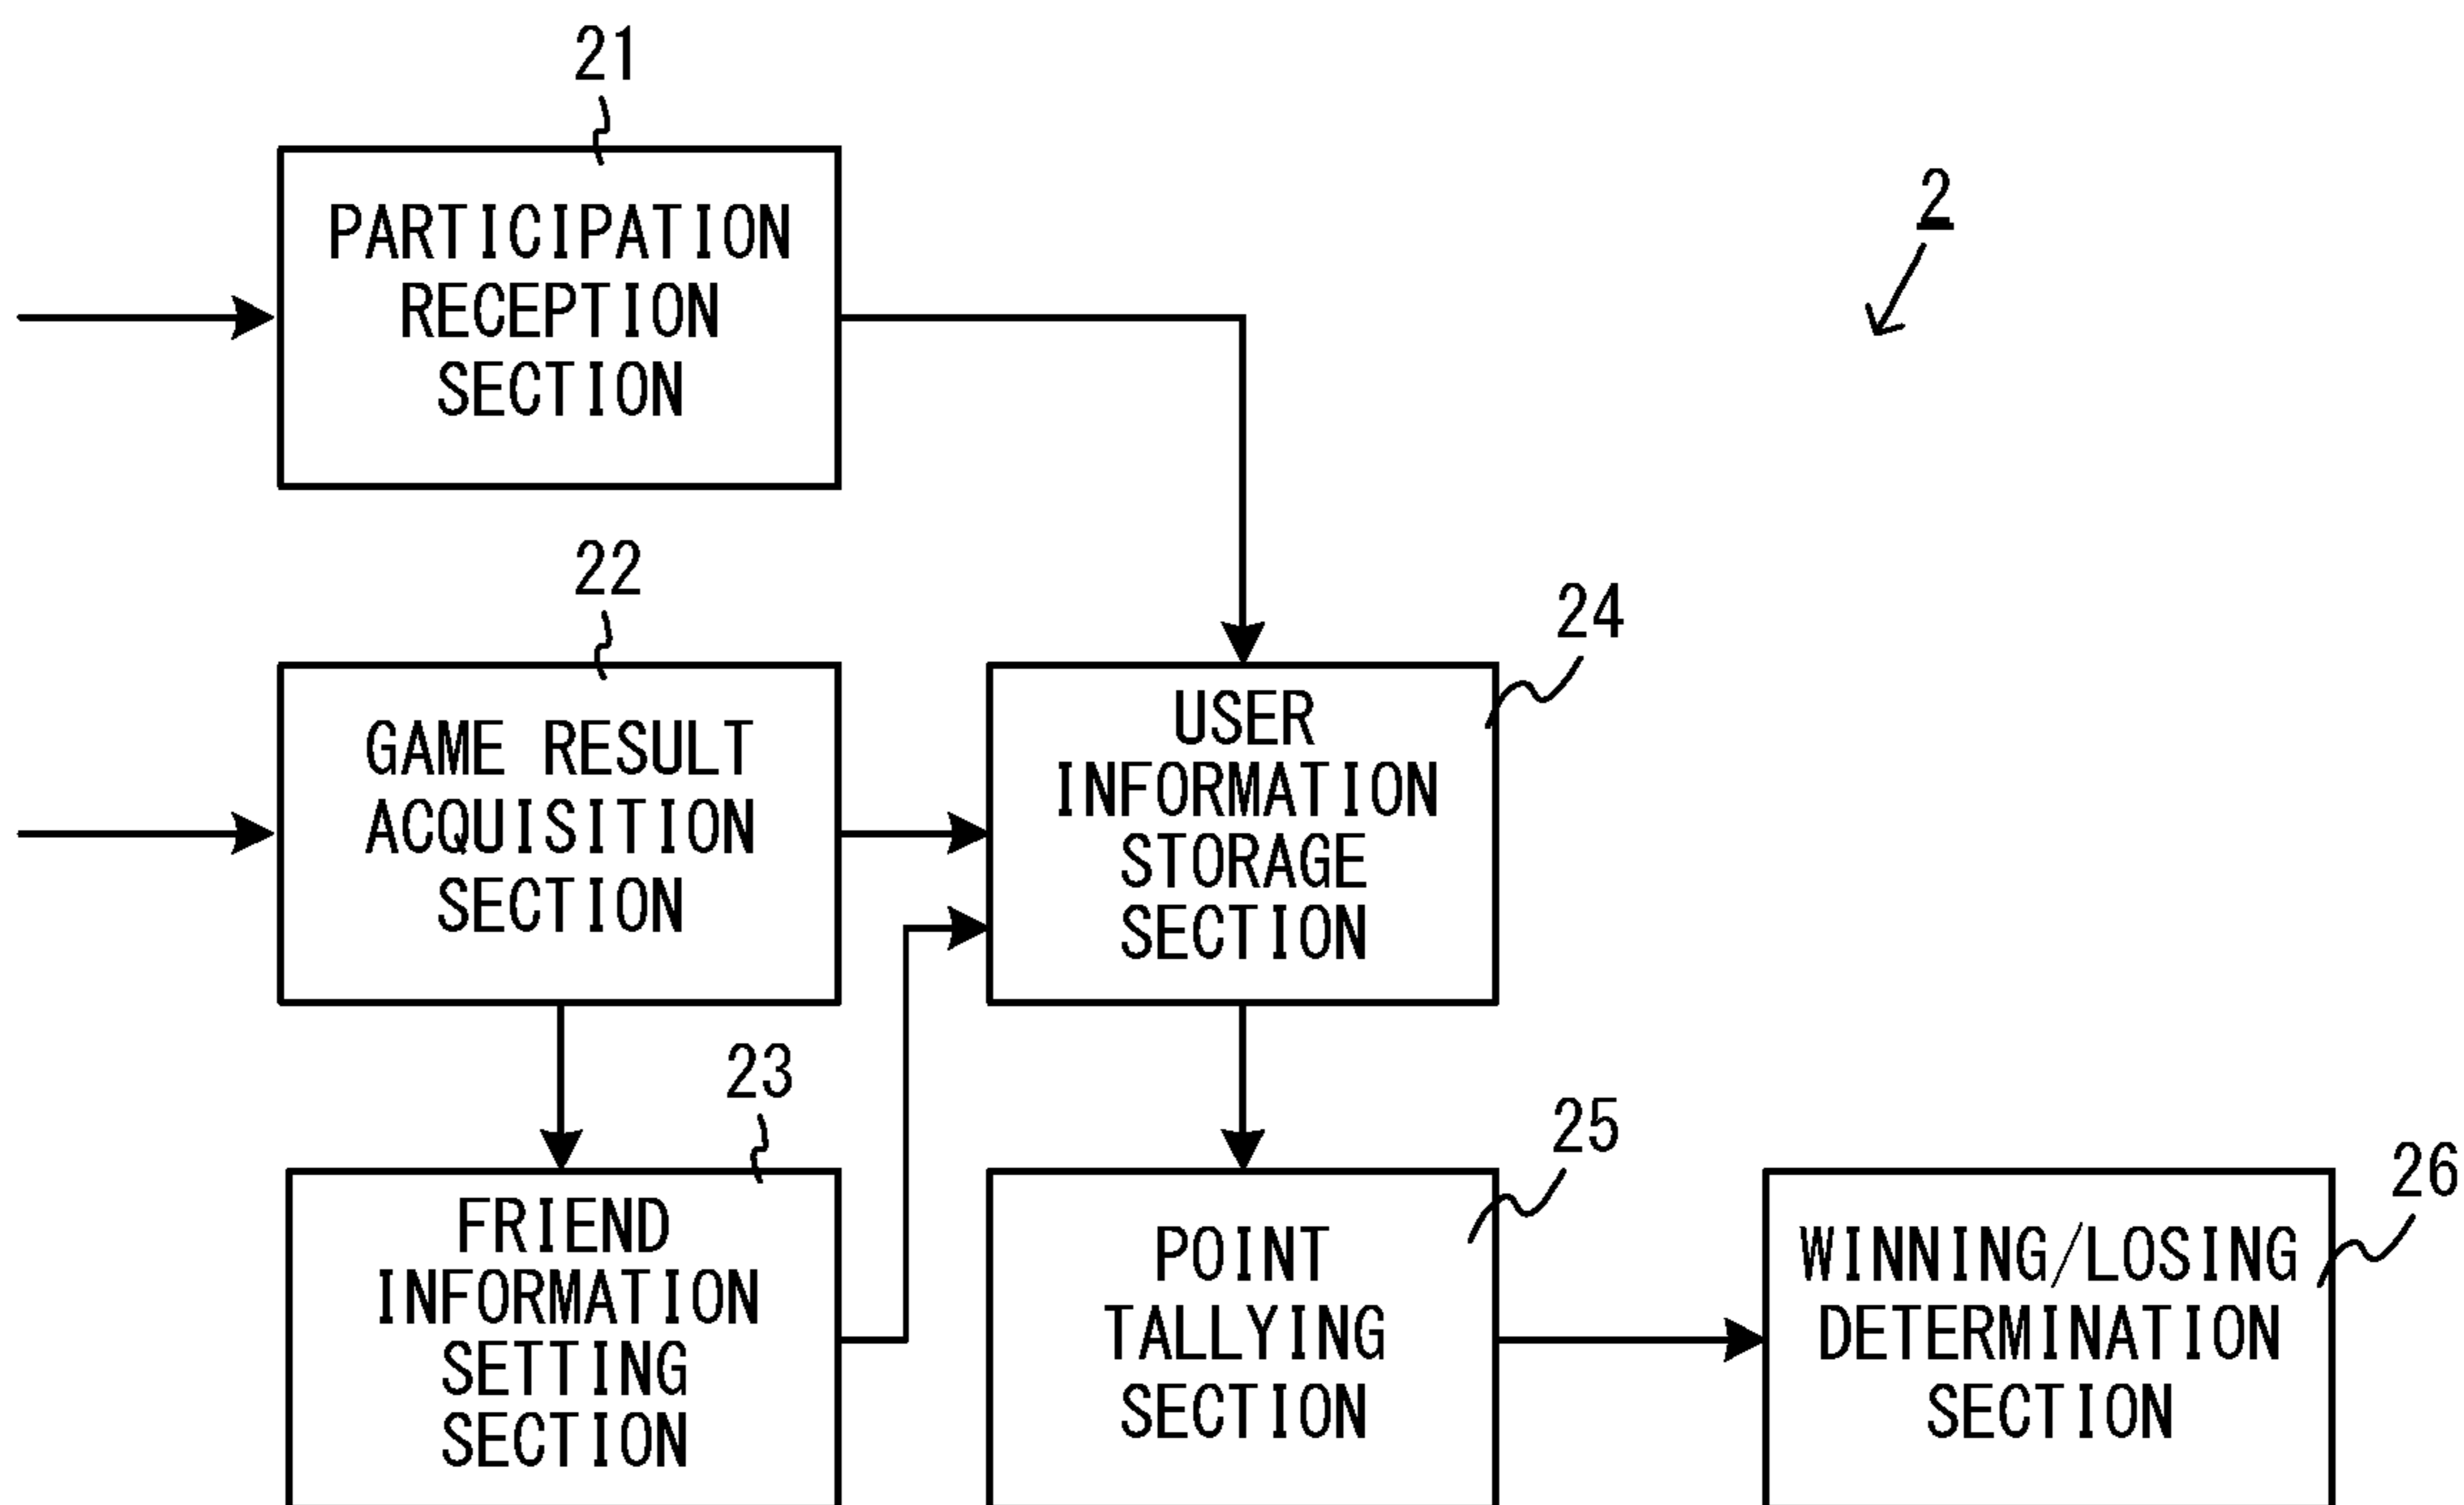 21
PARTICIPATION
RECEPTION
SECTION
2
22
GAME RESULT
ACQUISITION
SECTION
24
USER
INFORMATION
STORAGE
SECTION
23
FRIEND
INFORMATION
SETTING
SECTION
25
POINT
TALLYING
SECTION
26
WINNING/LOSING
DETERMINATION
SECTION